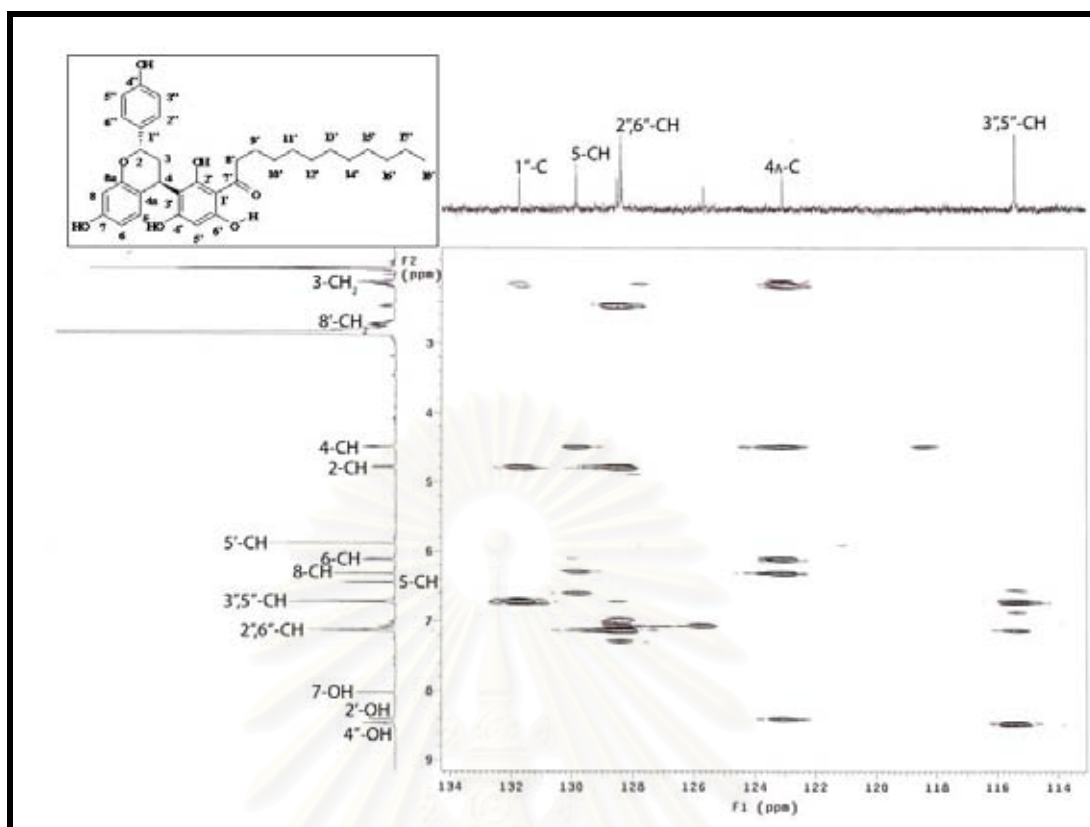 OH
4"
5"
3"
6"
2"
1"
9'
11'
13'
15'
17'
O
2
3
OH
8'
10'
12'
14'
16'
18'
8a
4
2'
7'
8
4a
3'
1'
O
HO
7
6
5
HO
4'
5'
6'
O
H
1"-C
5-CH
2",6"-CH
4a-C
3",5"-CH
F2
(ppm)
3-CH2
8'-CH2
3
4
4-CH
2-CH
5
5'-CH
6
6-CH
8-CH
5-CH
3",5"-CH
7
2",6"-CH
7-OH
8
2'-OH
4"-OH
9
134 132 130 128 126 124 122 120 118 116 114
F1 (ppm)